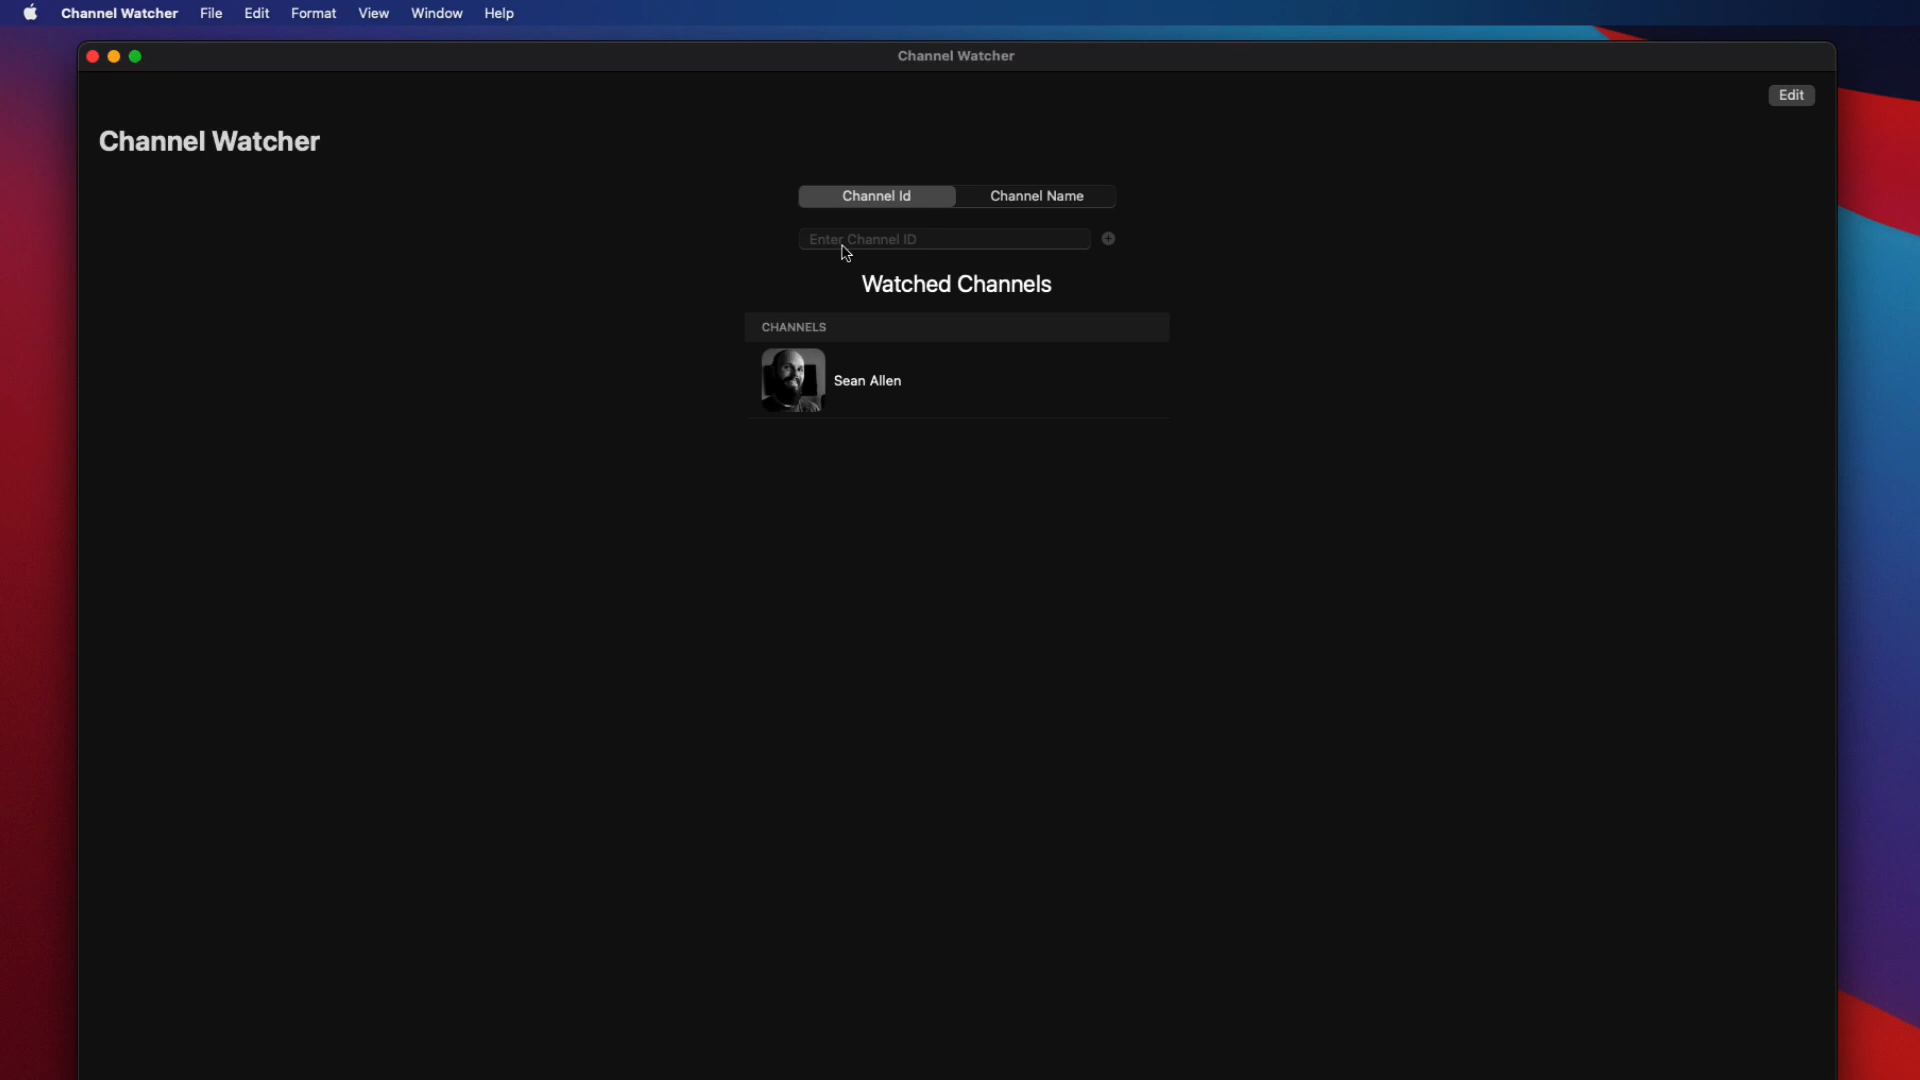 Channel Watcher File Edit Format View Window Help
Channel Watcher
Edit
Channel Watcher
Channel Id Channel Name
Enter Channel ID
Watched Channels
CHANNELS
Sean Allen